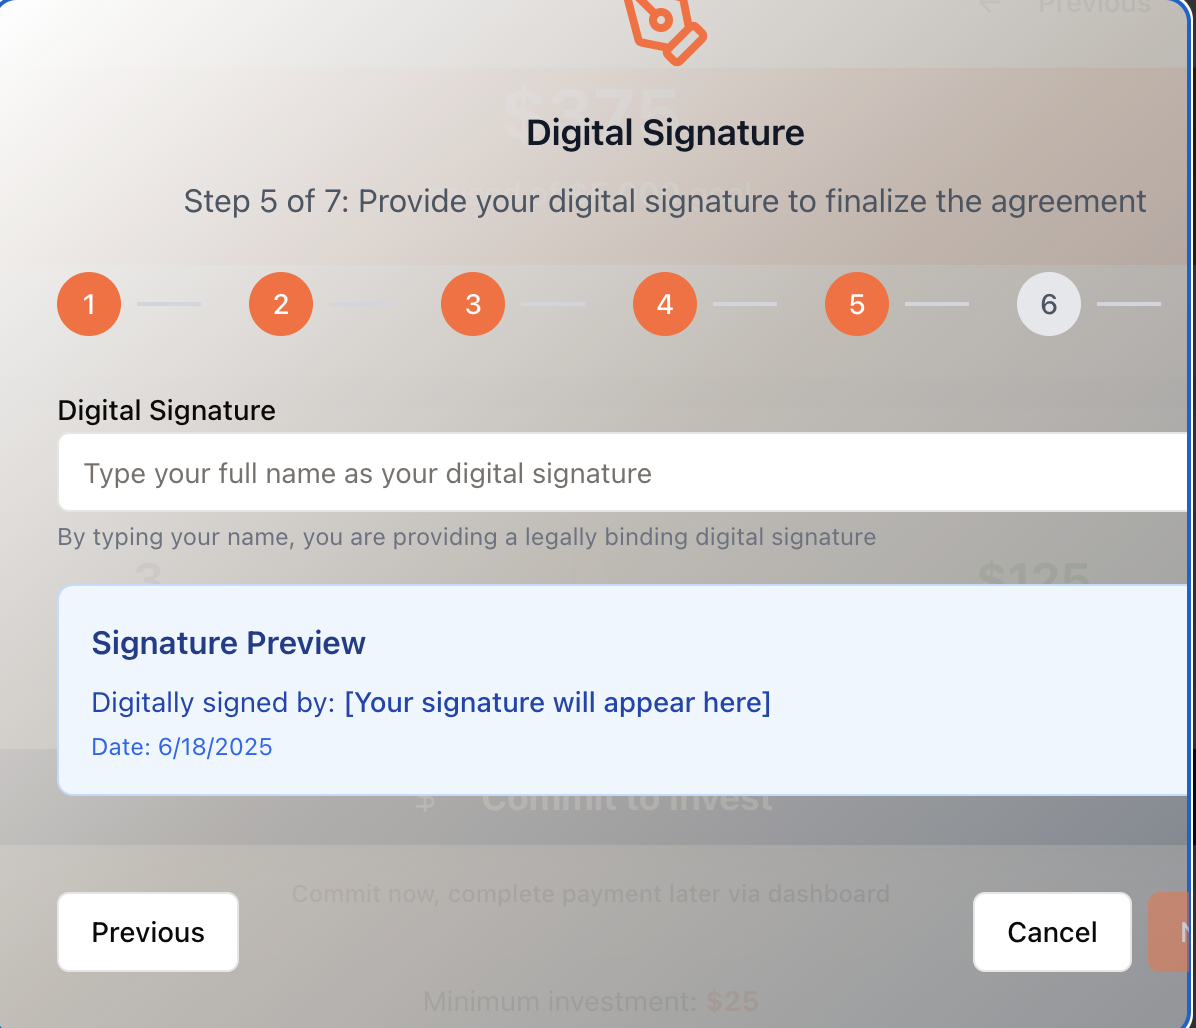 ← Previous
$375
Digital Signature
Step 5 of 7: Provide your digital signature to finalize the agreement
1 2 3 4 5 6
Digital Signature
Type your full name as your digital signature
By typing your name, you are providing a legally binding digital signature
3
$125
Signature Preview
Digitally signed by: [Your signature will appear here]
Date: 6/18/2025
$ Commit to Invest
Commit now, complete payment later via dashboard
Previous
Cancel
Minimum investment: $25